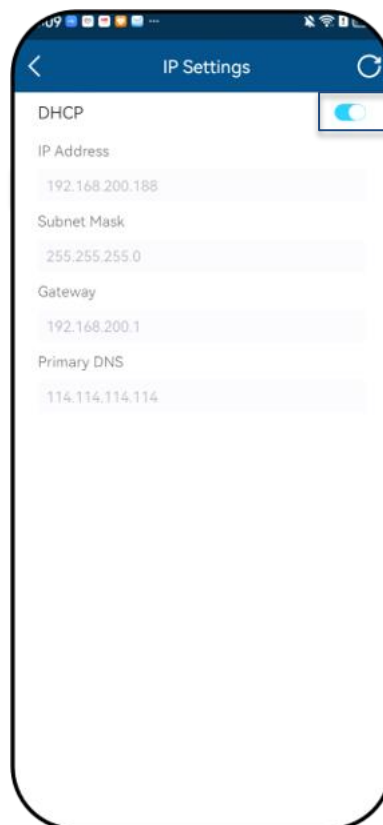 :09
IP Settings
DHCP
IP Address
192.168.200.188
Subnet Mask
255.255.255.0
Gateway
192.168.200.1
Primary DNS
114.114.114.114